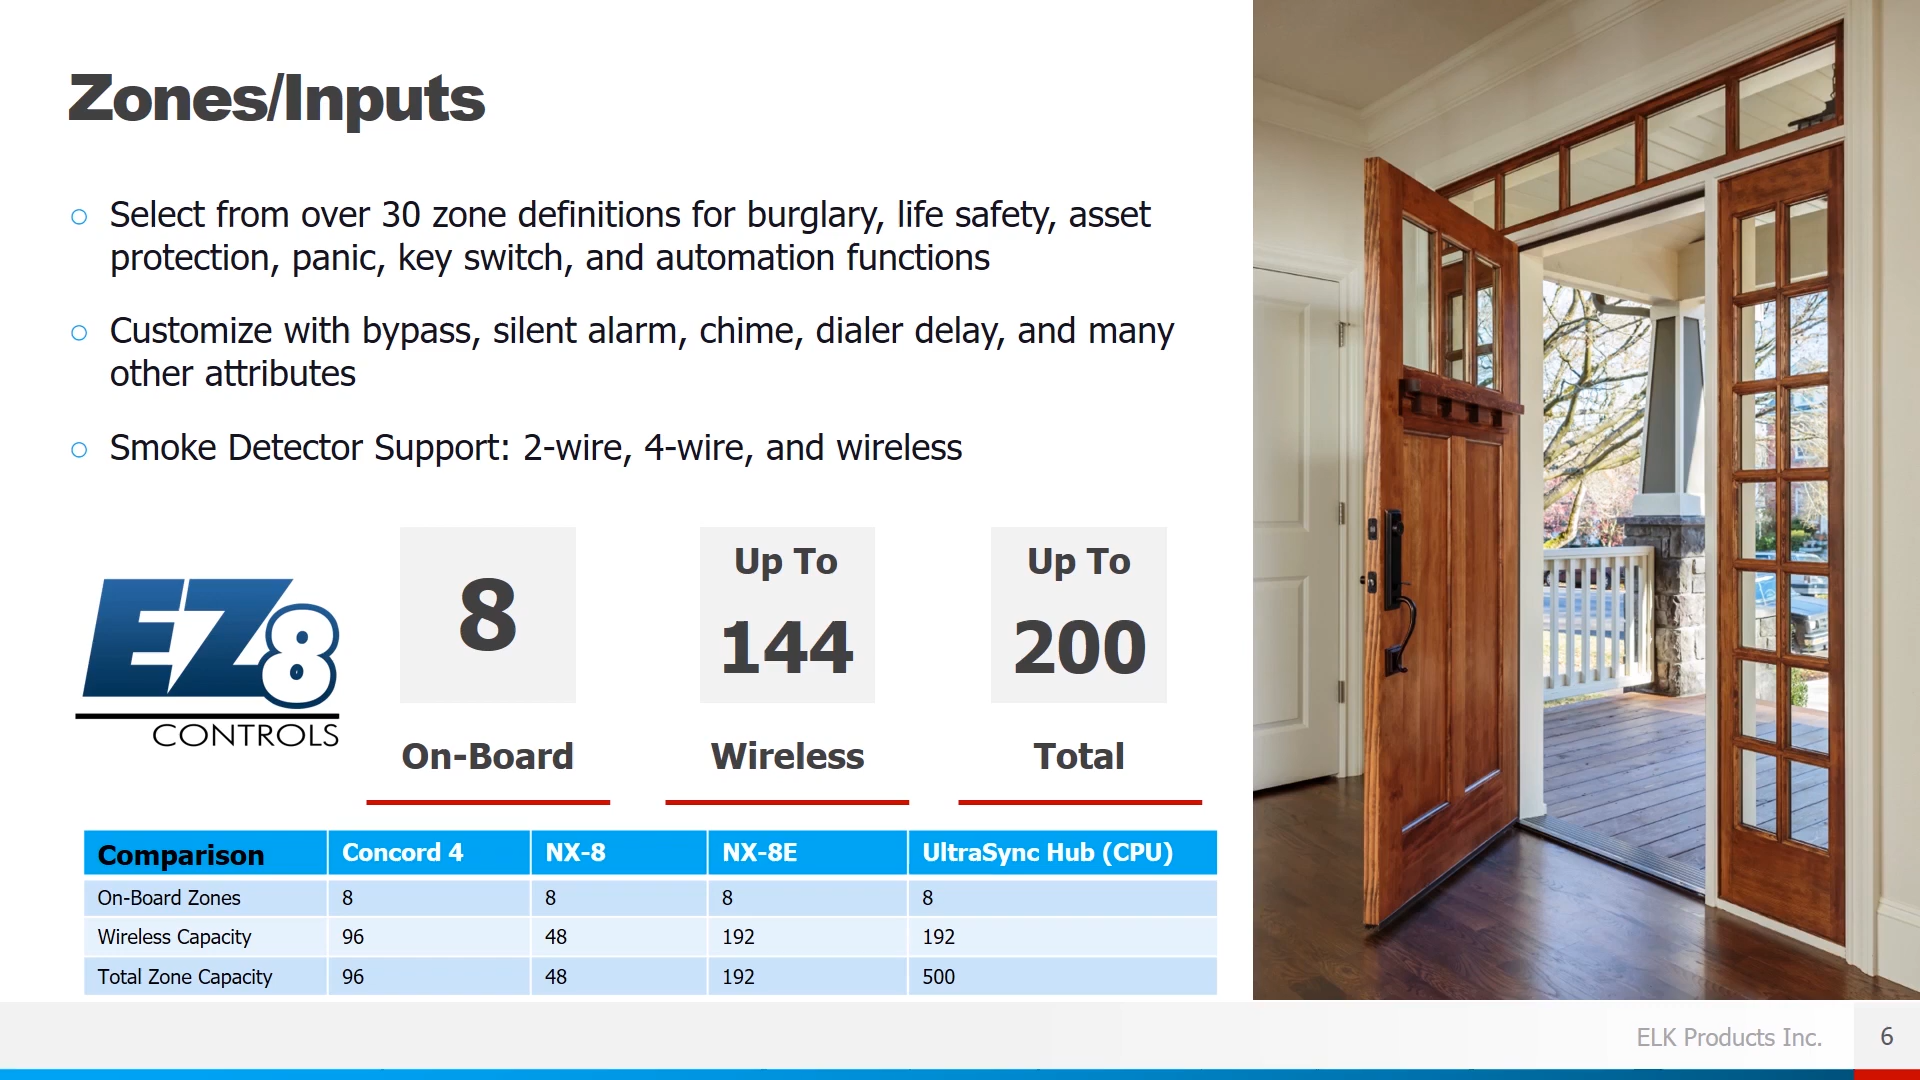 Zones/Inputs
Select from over 30 zone definitions for burglary, life safety, asset
protection, panic, key switch, and automation functions
Customize with bypass, silent alarm, chime, dialer delay, and many
other attributes
Smoke Detector Support: 2-wire, 4-wire, and wireless
EZ8
CONTROLS
8
On-Board
Up To
144
Wireless
Up To
200
Total
Comparison Concord 4 NX-8 NX-8E UltraSync Hub (CPU)
On-Board Zones 8 8 8 8
Wireless Capacity 96 48 192 192
Total Zone Capacity 96 48 192 500
ELK Products Inc. 6